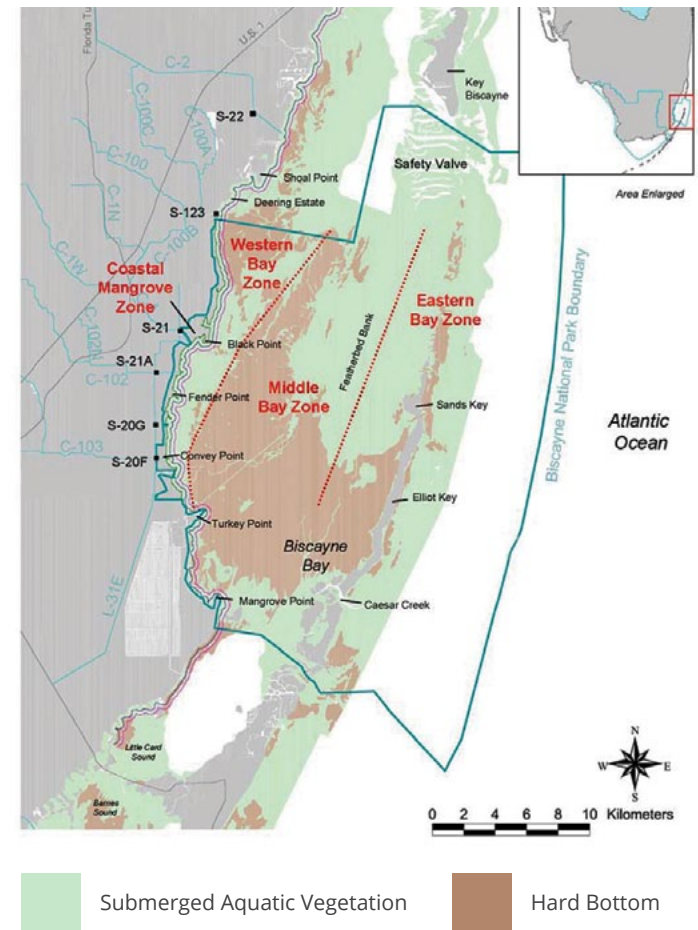 Florida Tu
U.S. 1
C-2
C-100C
C-100A
S-22
Key
Biscayne
Safety Valve
Area Enlarged
C-100
Shoal Point
Deering Estate
C-1N
S-123
C-100B
Western
Bay
Zone
C-1W
Coastal
Mangrove
Zone
Eastern
Bay Zone
S-21
Black Point
Featherbed Bank
Biscayne National Park Boundary
S-21A
C-102
Middle
Bay Zone
Fender Point
Sands Key
Atlantic
Ocean
S-20G
C-103
S-20F
Convey Point
Elliot Key
Turkey Point
Biscayne
Bay
L-31E
Mangrove Point
Caesar Creek
Little Card
Sound
Barnes
Sound
N
W
E
S
0 2 4 6 8 10 Kilometers
Submerged Aquatic Vegetation
Hard Bottom